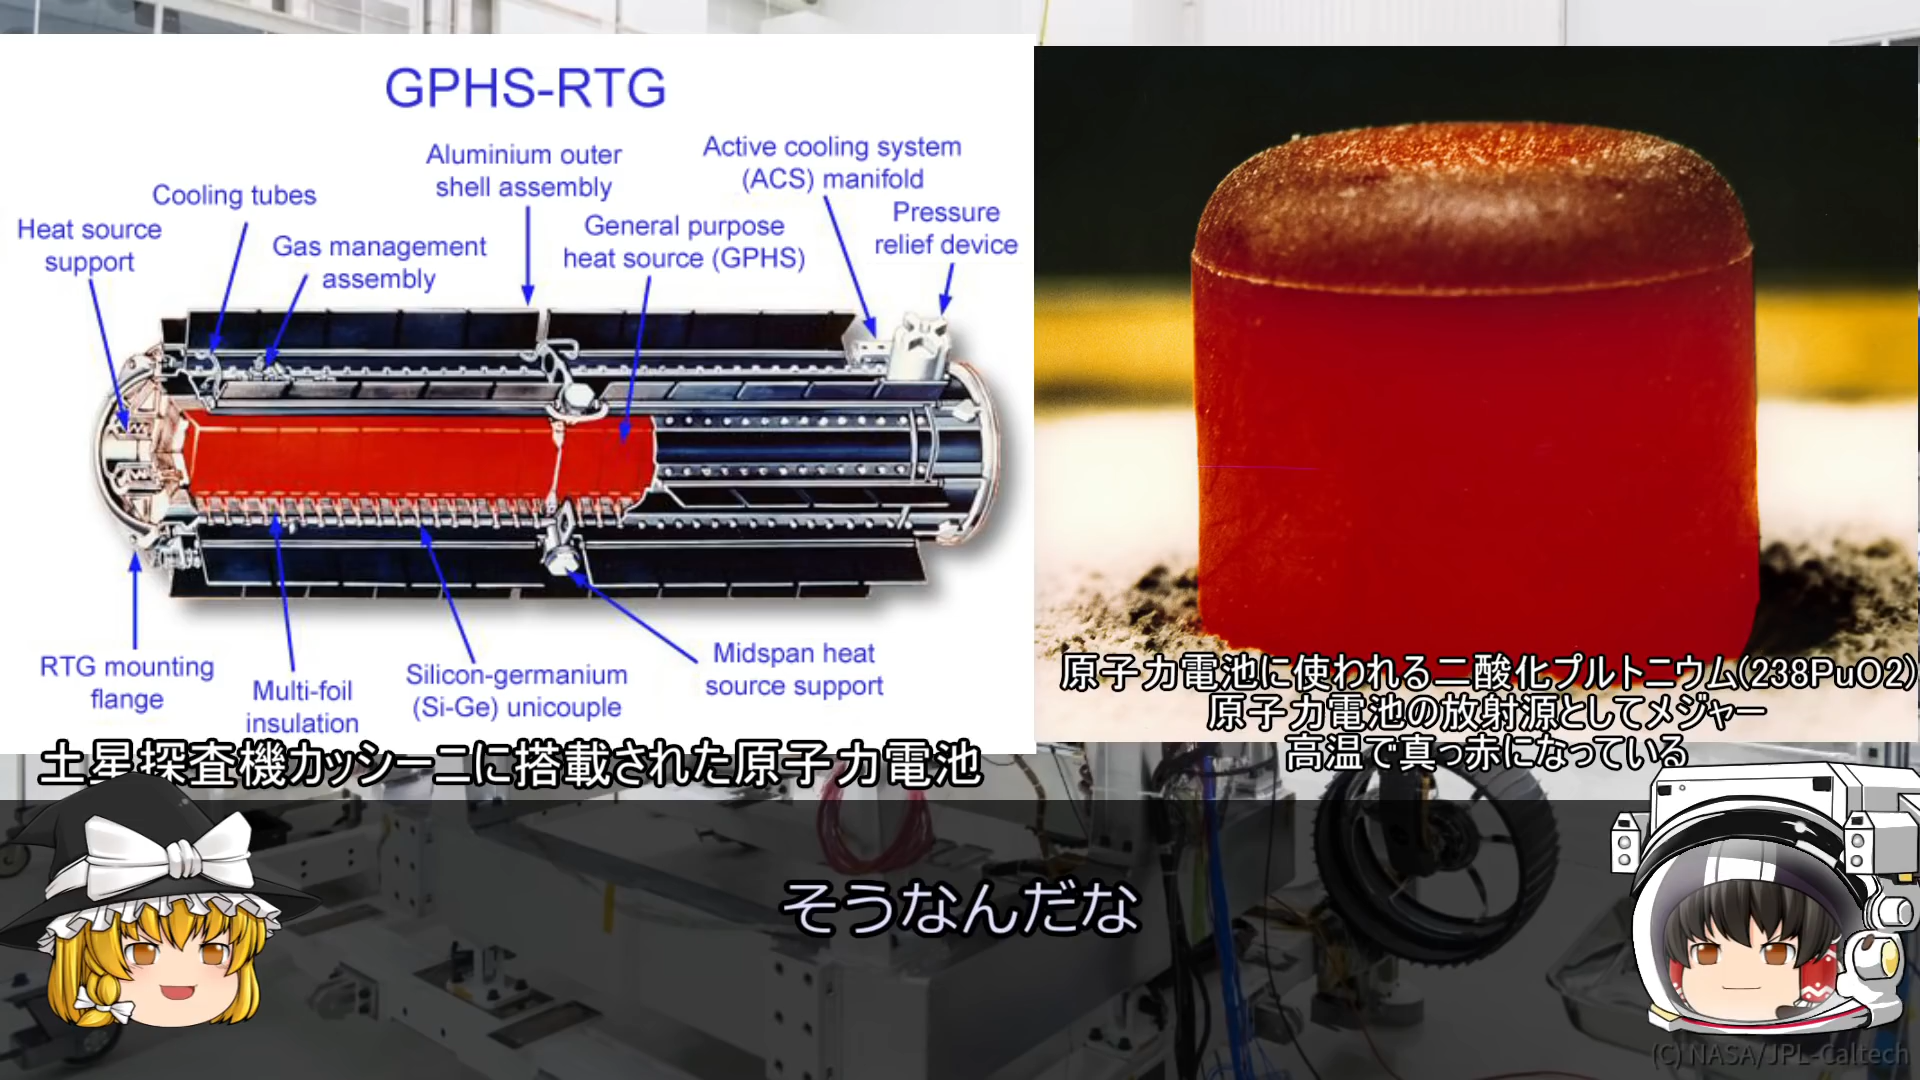 GPHS-RTG
Aluminium outer
shell assembly
Active cooling system
(ACS) manifold
Cooling tubes
Pressure
relief device
General purpose
heat source (GPHS)
Heat source
support
Gas management
assembly
RTG mounting
flange
Multi-foil
insulation
Silicon-germanium
(Si-Ge) unicouple
Midspan heat
source support
土星探査機カッシーニに搭載された原子力電池
原子力電池に使われる二酸化プルトニウム(238PuO2)
原子力電池の放射源としてメジャー
高温で真っ赤になっている
そうなんだな
(C) NASA/JPL-Caltech